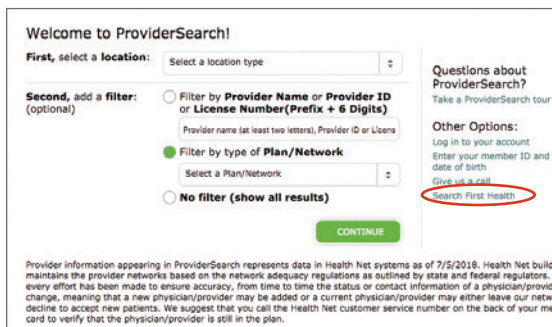 Welcome to ProviderSearch!
First, select a location:
Select a location type
Second, add a filter:
(optional)
Filter by Provider Name or Provider ID
or License Number(Prefix + 6 Digits)
Provider name (at least two letters), Provider ID or Licens
Filter by type of Plan/Network
Select a Plan/Network
No filter (show all results)
CONTINUE
Questions about
ProviderSearch?
Take a ProviderSearch tour
Other Options:
Log in to your account
Enter your member ID and
date of birth
Give us a call
Search First Health
Provider information appearing in ProviderSearch represents data in Health Net systems as of 7/5/2018. Health Net build
maintains the provider networks based on the network adequacy regulations as outlined by state and federal regulators.
every effort has been made to ensure accuracy, from time to time the status or contact information of a physician/provid
change, meaning that a new physician/provider may be added or a current physician/provider may either leave our netw
decline to accept new patients. We suggest that you call the Health Net customer service number on the back of your me
card to verify that the physician/provider is still in the plan.